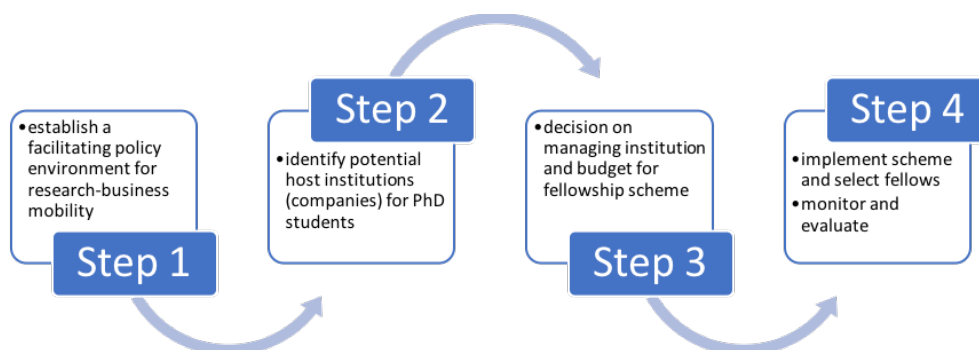 •establish a
facilitating policy
environment for
research-business
mobility
Step 1
Step 2
•identify potential
host institutions
(companies) for PhD
students
•decision on
managing institution
and budget for
fellowship scheme
Step 3
Step 4
•implement scheme
and select fellows
•monitor and
evaluate